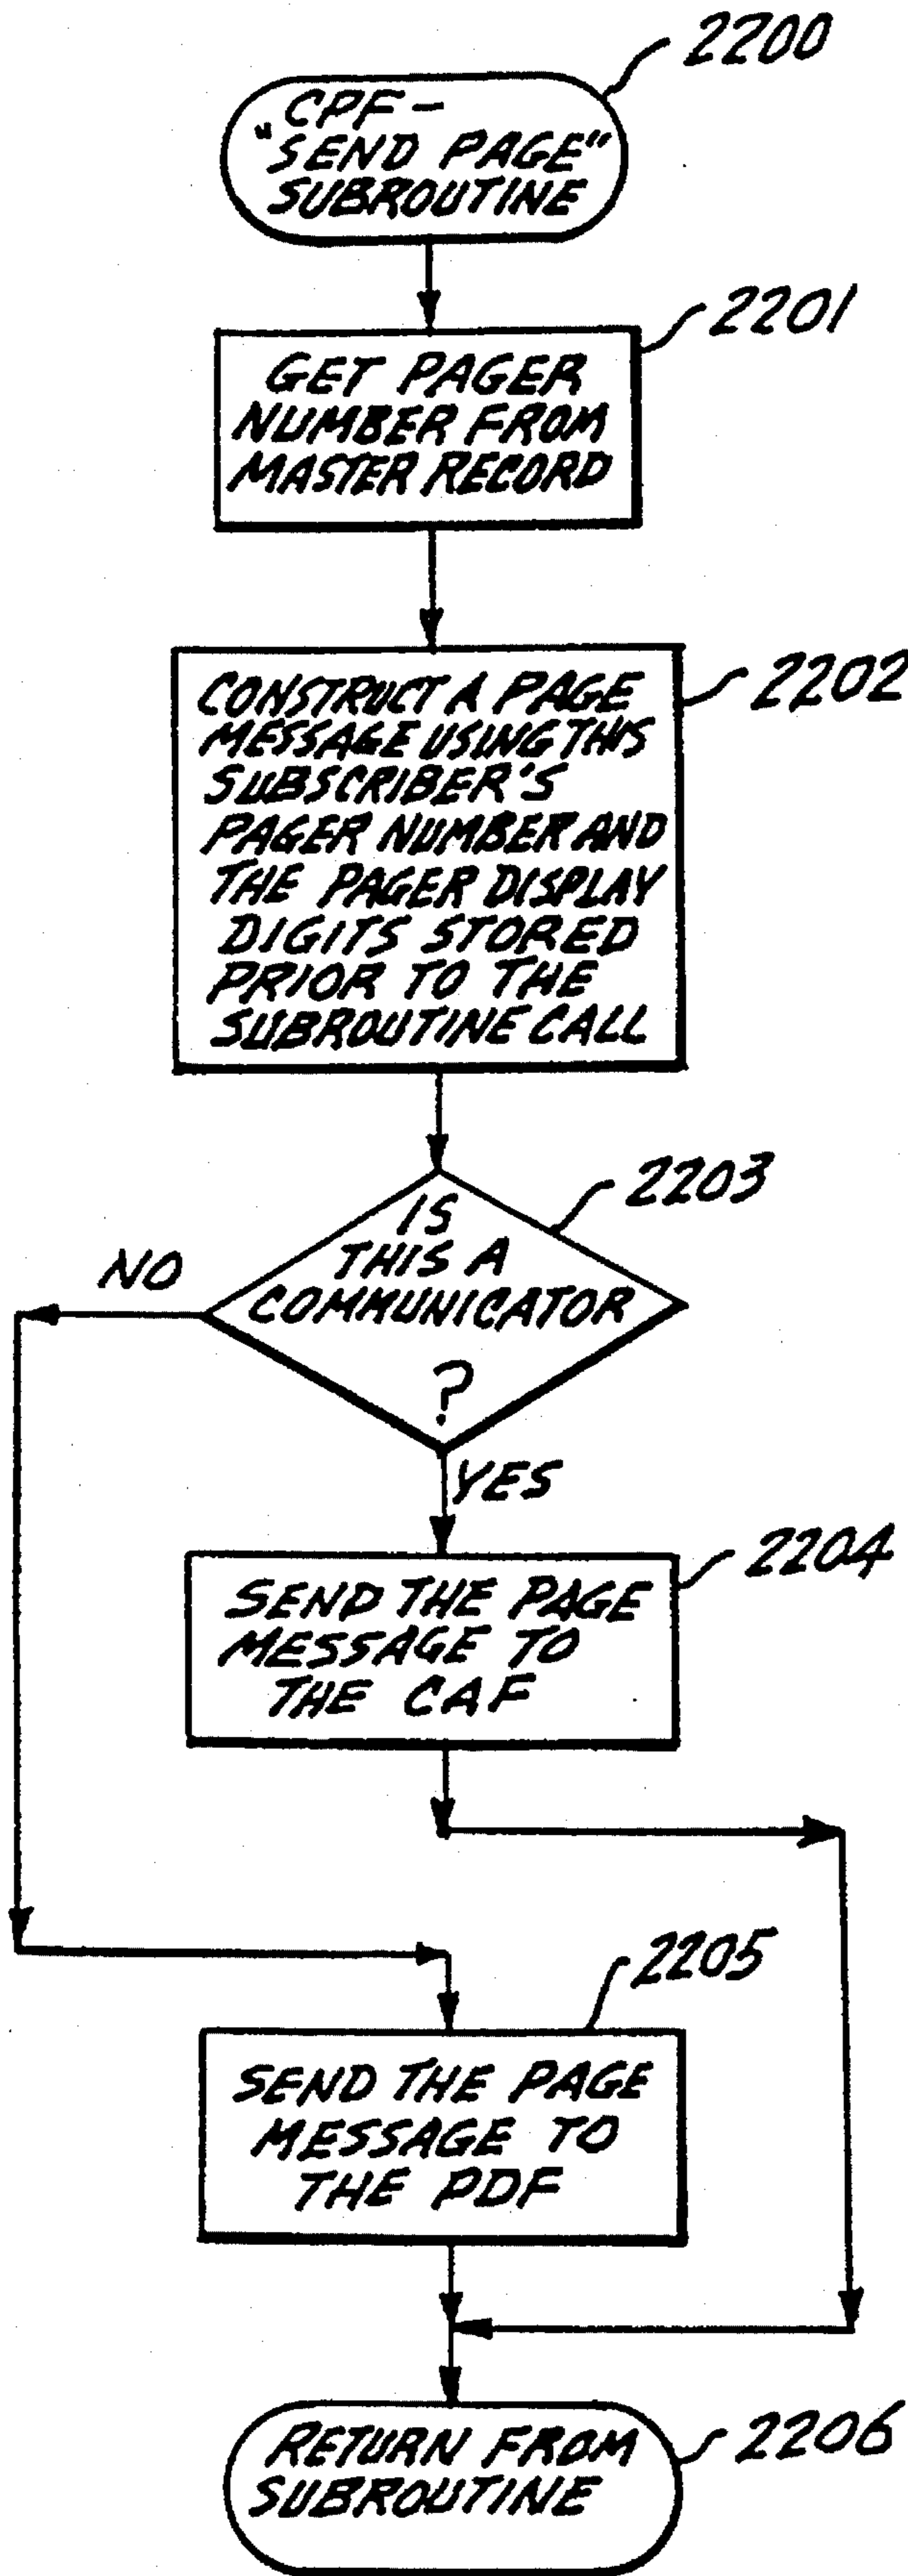 2200
CPF-
"SEND PAGE"
SUBROUTINE
2201
GET PAGER
NUMBER FROM
MASTER RECORD
2202
CONSTRUCT A PAGE
MESSAGE USING THIS
SUBSCRIBER'S
PAGER NUMBER AND
THE PAGER DISPLAY
DIGITS STORED
PRIOR TO THE
SUBROUTINE CALL
2203
IS
THIS A
COMMUNICATOR
?
NO
YES
2204
SEND THE PAGE
MESSAGE TO
THE CAF
2205
SEND THE PAGE
MESSAGE TO
THE PDF
2206
RETURN FROM
SUBROUTINE